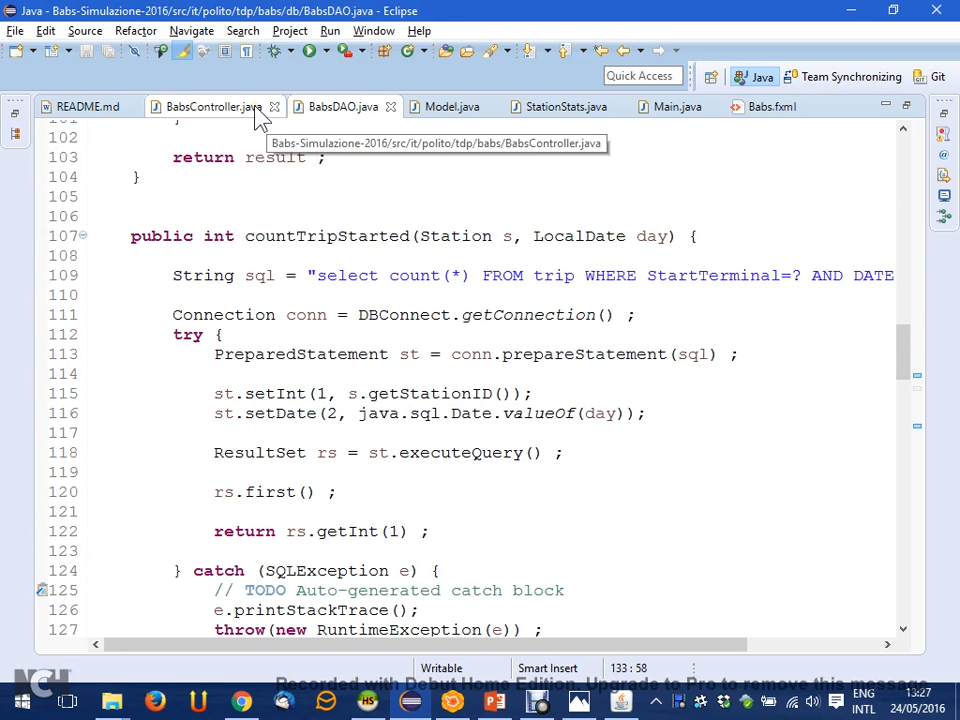 Java - Babs-Simulazione-2016/src/it/polito/tdp/babs/db/BabsDAO.java - Eclipse
File Edit Source Refactor Navigate Search Project Run Window Help
Quick Access Java Team Synchronizing Git
README.md BabsController.java BabsDAO.java Model.java StationStats.java Main.java Babs.fxml
101 }
102
Babs-Simulazione-2016/src/it/polito/tdp/babs/BabsController.java
103 return result ;
104 }
105
106
107 public int countTripStarted(Station s, LocalDate day) {
108
109 String sql = "select count(*) FROM trip WHERE StartTerminal=? AND DATE
110
111 Connection conn = DBConnect.getConnection() ;
112 try {
113 PreparedStatement st = conn.prepareStatement(sql) ;
114
115 st.setInt(1, s.getStationID());
116 st.setDate(2, java.sql.Date.valueOf(day));
117
118 ResultSet rs = st.executeQuery() ;
119
120 rs.first() ;
121
122 return rs.getInt(1) ;
123
124 } catch (SQLException e) {
125 // TODO Auto-generated catch block
126 e.printStackTrace();
127 throw(new RuntimeException(e)) ;
Writable Smart Insert 133 : 58
NCH Recorded with Debut Home Edition. Upgrade to Pro to remove this message
ENG 13:27
INTL 24/05/2016